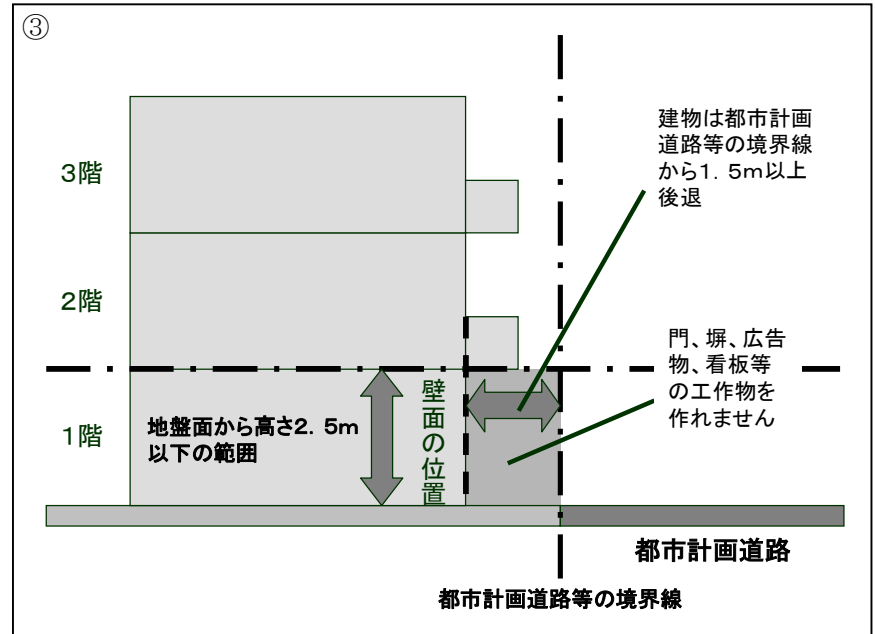 ③
建物は都市計画
道路等の境界線
から1．5m以上
後退
3階
2階
門、塀、広告
物、看板等
の工作物を
作れません
1階
地盤面から高さ2．5m
以下の範囲
壁面の位置
都市計画道路
都市計画道路等の境界線